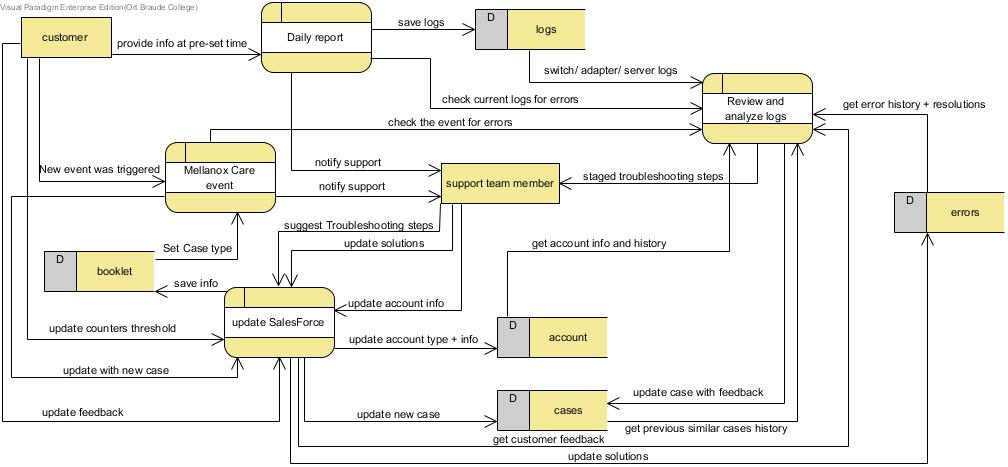 Visual Paradigm Enterprise Edition(Ort Braude College)
customer
provide info at pre-set time
Daily report
save logs
D
logs
switch/ adapter/ server logs
check current logs for errors
Review and
analyze logs
get error history + resolutions
check the event for errors
New event was triggered
Mellanox Care
event
notify support
notify support
support team member
staged troubleshooting steps
D
errors
suggest Troubleshooting steps
update solutions
get account info and history
Set Case type
D
booklet
save info
update account info
update SalesForce
update counters threshold
update account type + info
D
account
update with new case
update feedback
update new case
D
cases
update case with feedback
get previous similar cases history
get customer feedback
update solutions